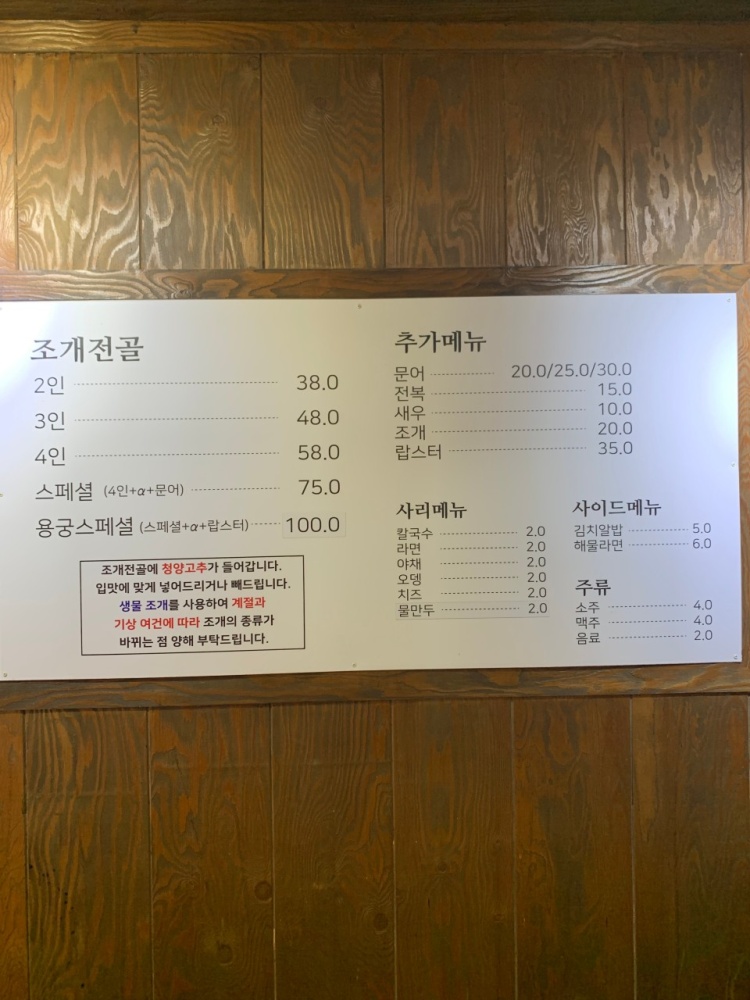 조개전골
2인 38.0
3인 48.0
4인 58.0
스페셜 (4인+α+문어) 75.0
용궁스페셜 (스페셜+α+랍스터) 100.0
조개전골에 청양고추가 들어갑니다.
입맛에 맞게 넣어드리거나 빼드립니다.
생물 조개를 사용하여 계절과
기상 여건에 따라 조개의 종류가
바뀌는 점 양해 부탁드립니다.
추가메뉴
문어 20.0/25.0/30.0
전복 15.0
새우 10.0
조개 20.0
랍스터 35.0
사리메뉴
칼국수 2.0
라면 2.0
야채 2.0
오뎅 2.0
치즈 2.0
물만두 2.0
사이드메뉴
김치알밥 5.0
해물라면 6.0
주류
소주 4.0
맥주 4.0
음료 2.0